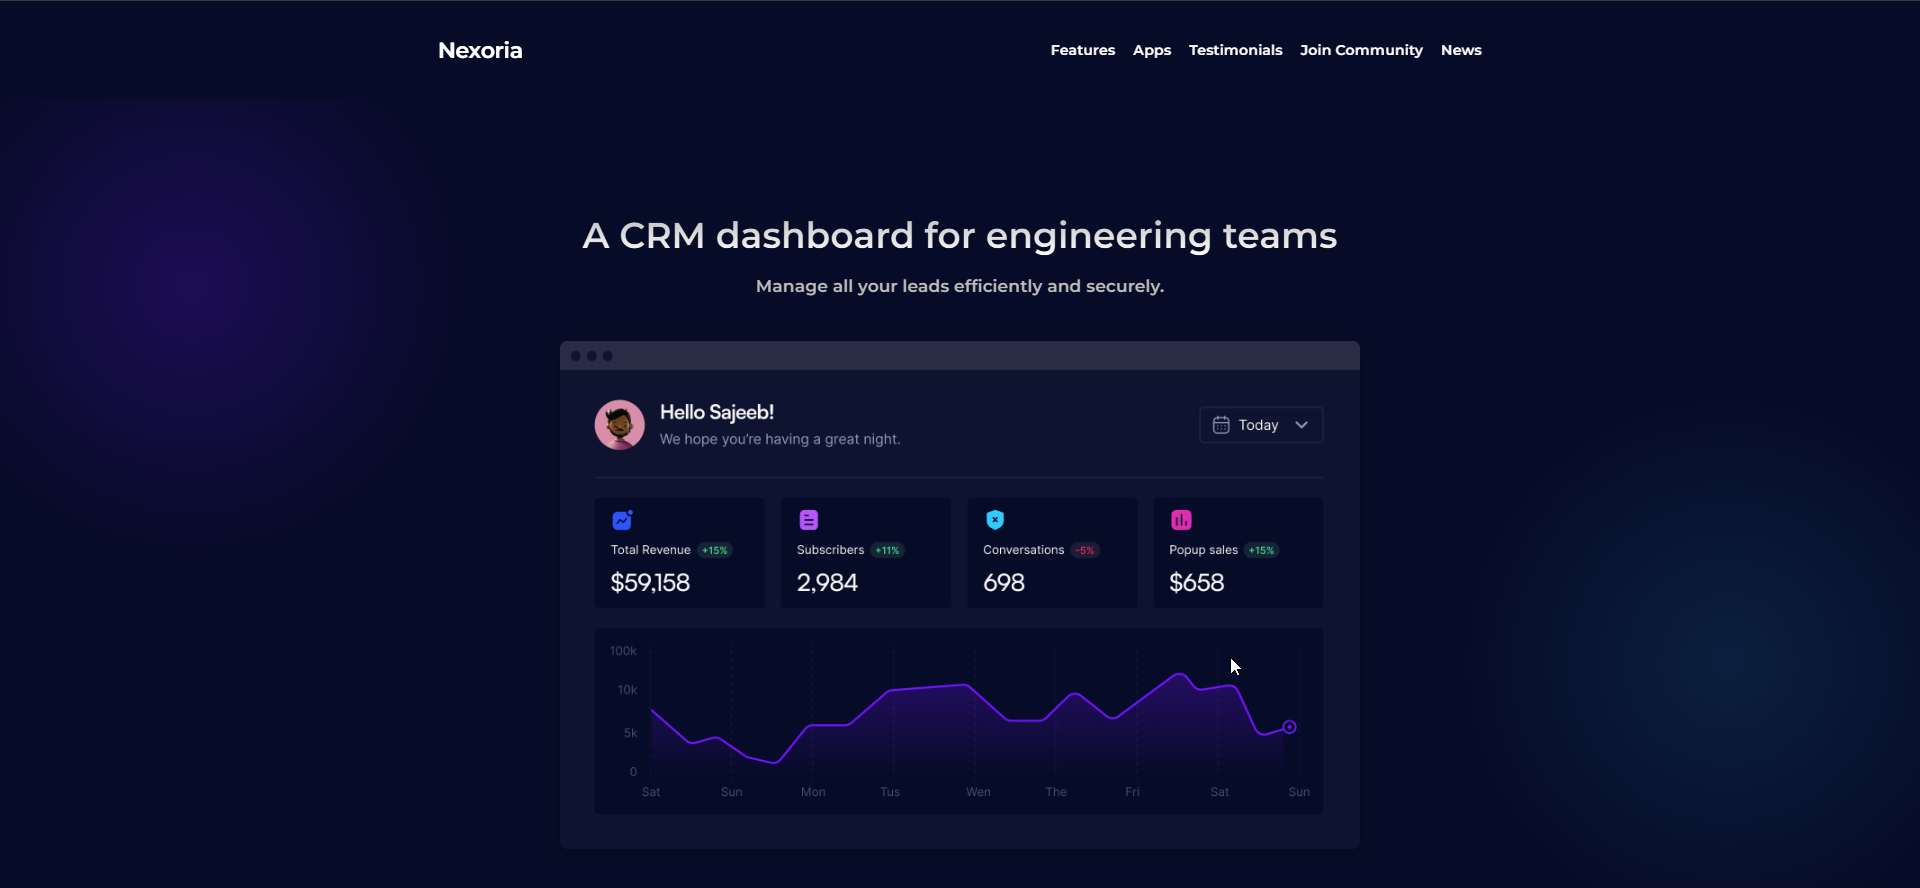 Nexoria
Features Apps Testimonials Join Community News
A CRM dashboard for engineering teams
Manage all your leads efficiently and securely.
Hello Sajeeb!
We hope you're having a great night.
Today
Total Revenue +15%
$59,158
Subscribers +11%
2,984
Conversations -5%
698
Popup sales +15%
$658
100k
10k
5k
0
Sat Sun Mon Tus Wen The Fri Sat Sun